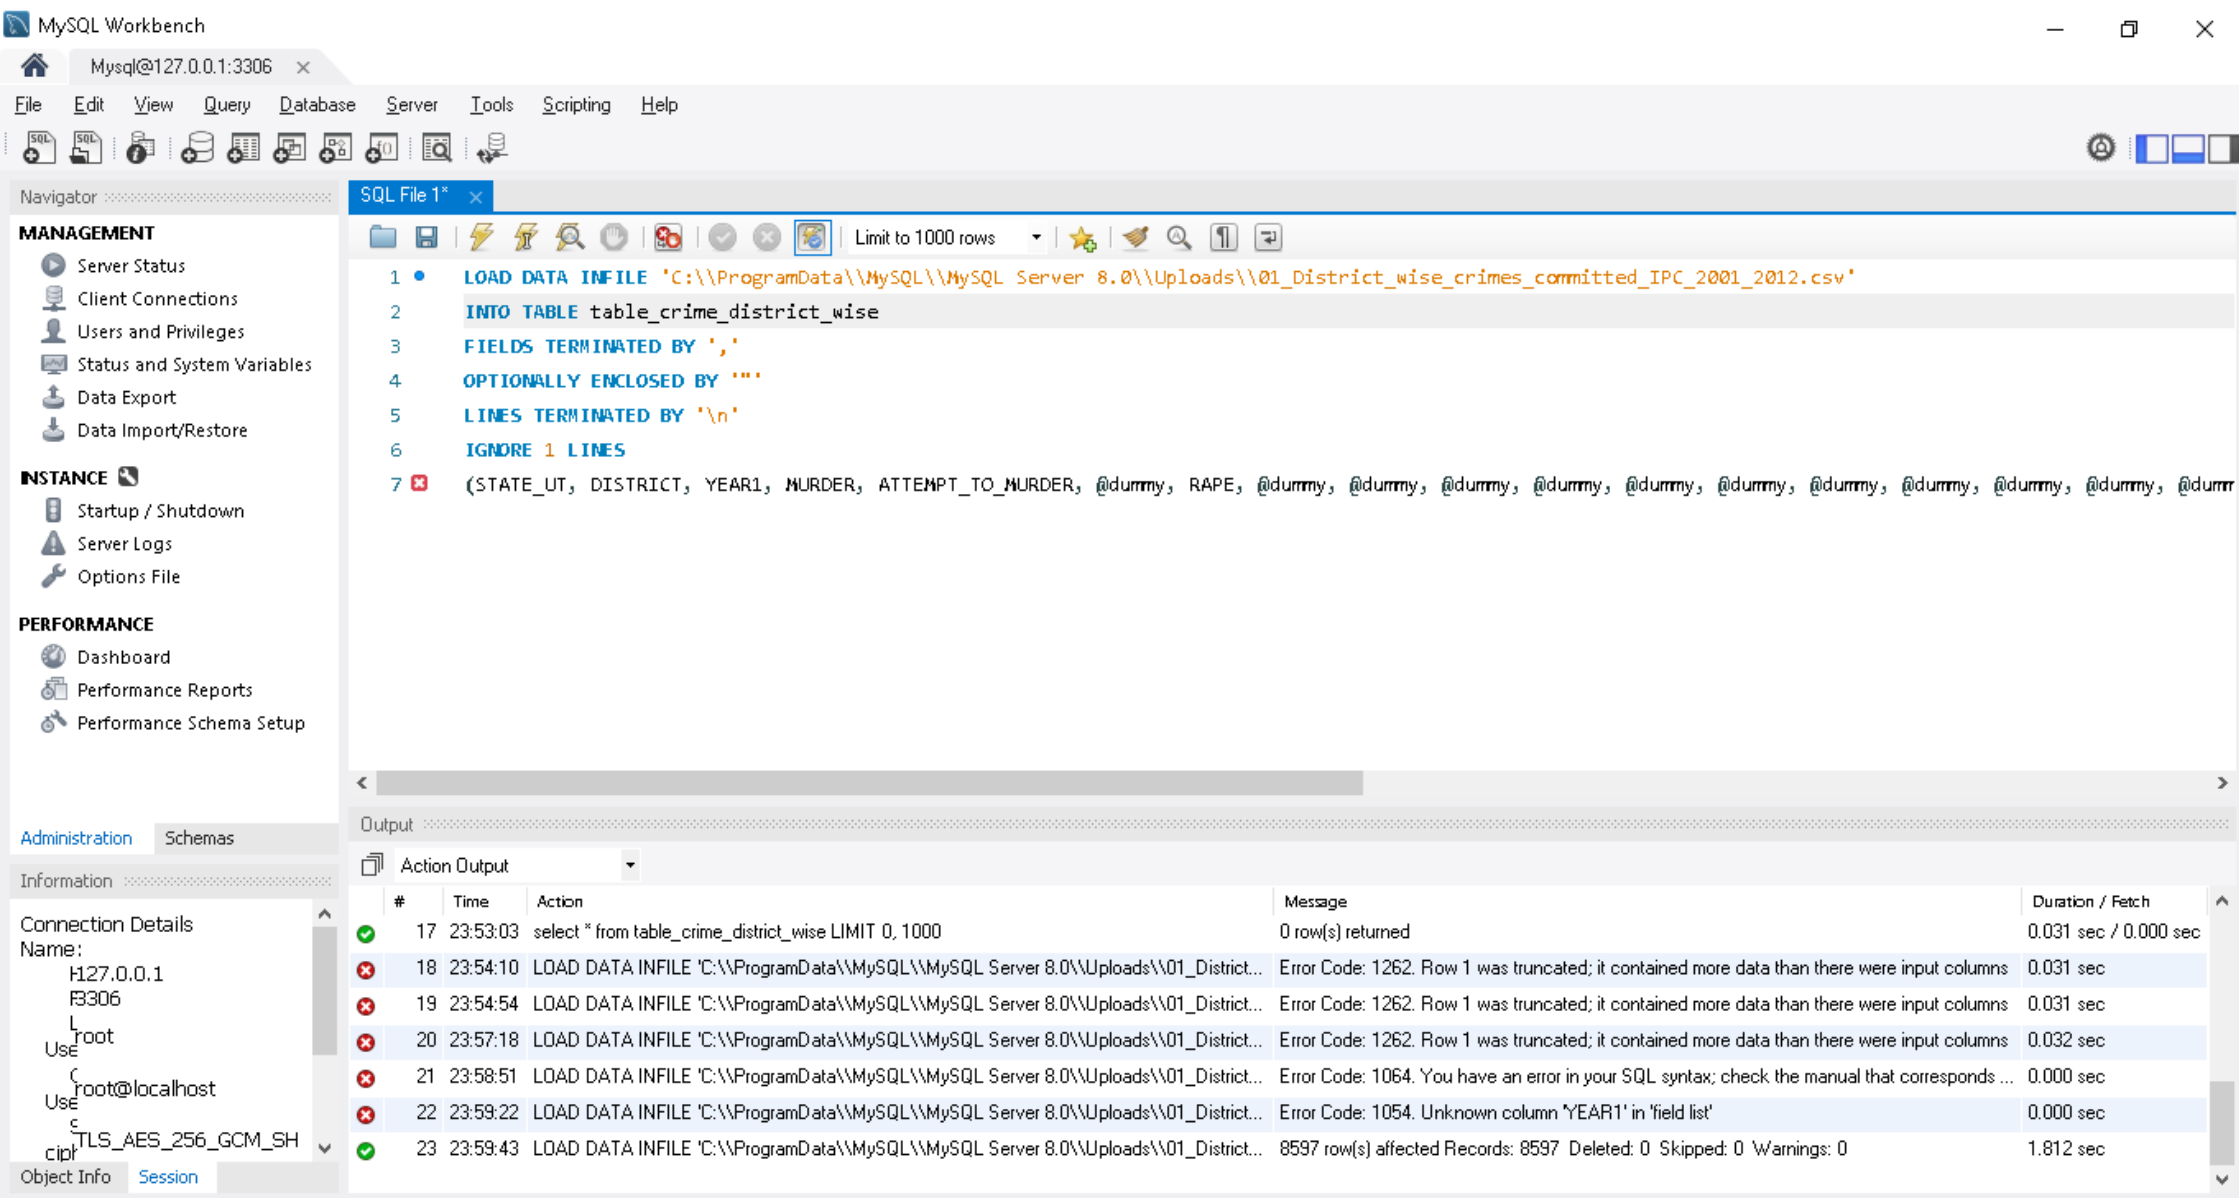 MySQL Workbench
Mysql@127.0.0.1:3306
File Edit View Query Database Server Tools Scripting Help
Navigator
MANAGEMENT
Server Status
Client Connections
Users and Privileges
Status and System Variables
Data Export
Data Import/Restore
INSTANCE
Startup / Shutdown
Server Logs
Options File
PERFORMANCE
Dashboard
Performance Reports
Performance Schema Setup
Administration Schemas
Information
Connection Details
Name:
127.0.0.1
3306
root
Use
root@localhost
Use
TLS_AES_256_GCM_SH
ciph
Object Info Session
SQL File 1*
Limit to 1000 rows
1 LOAD DATA INFILE 'C:\\ProgramData\\MySQL\\MySQL Server 8.0\\Uploads\\01_District_wise_crimes_committed_IPC_2001_2012.csv'
2 INTO TABLE table_crime_district_wise
3 FIELDS TERMINATED BY ','
4 OPTIONALLY ENCLOSED BY '"'
5 LINES TERMINATED BY '\n'
6 IGNORE 1 LINES
7 (STATE_UT, DISTRICT, YEAR1, MURDER, ATTEMPT_TO_MURDER, @dummy, RAPE, @dummy, @dummy, @dummy, @dummy, @dummy, @dummy, @dummy, @dummy, @dummy, @dummy, @dumm
Output
Action Output
# Time Action Message Duration / Fetch
17 23:53:03 select * from table_crime_district_wise LIMIT 0, 1000 0 row(s) returned 0.031 sec / 0.000 sec
18 23:54:10 LOAD DATA INFILE 'C:\\ProgramData\\MySQL\\MySQL Server 8.0\\Uploads\\01_District... Error Code: 1262. Row 1 was truncated; it contained more data than there were input columns 0.031 sec
19 23:54:54 LOAD DATA INFILE 'C:\\ProgramData\\MySQL\\MySQL Server 8.0\\Uploads\\01_District... Error Code: 1262. Row 1 was truncated; it contained more data than there were input columns 0.031 sec
20 23:57:18 LOAD DATA INFILE 'C:\\ProgramData\\MySQL\\MySQL Server 8.0\\Uploads\\01_District... Error Code: 1262. Row 1 was truncated; it contained more data than there were input columns 0.032 sec
21 23:58:51 LOAD DATA INFILE 'C:\\ProgramData\\MySQL\\MySQL Server 8.0\\Uploads\\01_District... Error Code: 1064. You have an error in your SQL syntax; check the manual that corresponds ... 0.000 sec
22 23:59:22 LOAD DATA INFILE 'C:\\ProgramData\\MySQL\\MySQL Server 8.0\\Uploads\\01_District... Error Code: 1054. Unknown column 'YEAR1' in 'field list' 0.000 sec
23 23:59:43 LOAD DATA INFILE 'C:\\ProgramData\\MySQL\\MySQL Server 8.0\\Uploads\\01_District... 8597 row(s) affected Records: 8597 Deleted: 0 Skipped: 0 Warnings: 0 1.812 sec